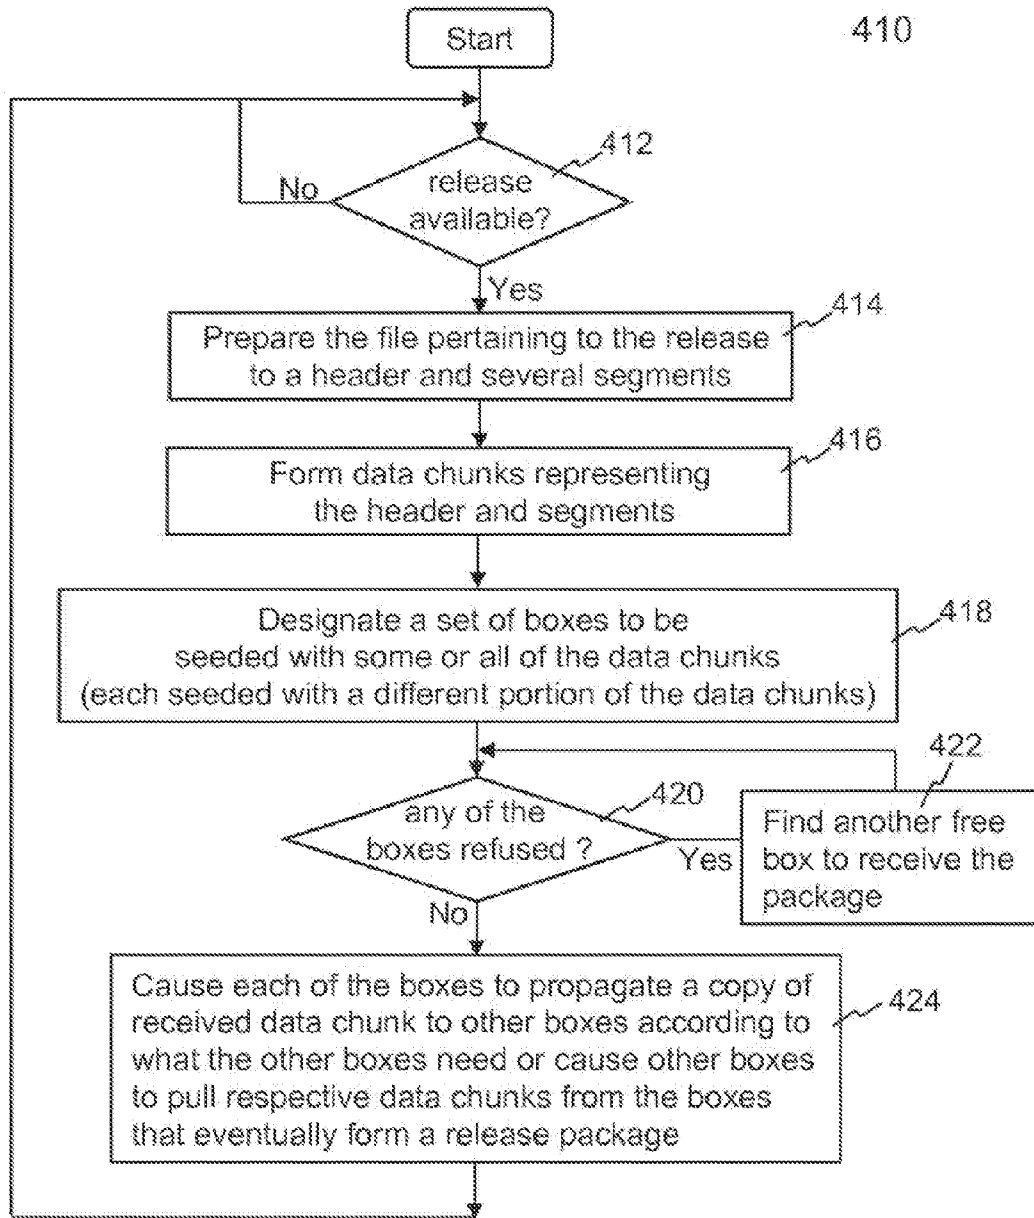 Start
410
412
release
available?
No
Yes
414
Prepare the file pertaining to the release
to a header and several segments
416
Form data chunks representing
the header and segments
418
Designate a set of boxes to be
seeded with some or all of the data chunks
(each seeded with a different portion of the data chunks)
420
any of the
boxes refused ?
Yes
422
Find another free
box to receive the
package
No
424
Cause each of the boxes to propagate a copy of
received data chunk to other boxes according to
what the other boxes need or cause other boxes
to pull respective data chunks from the boxes
that eventually form a release package